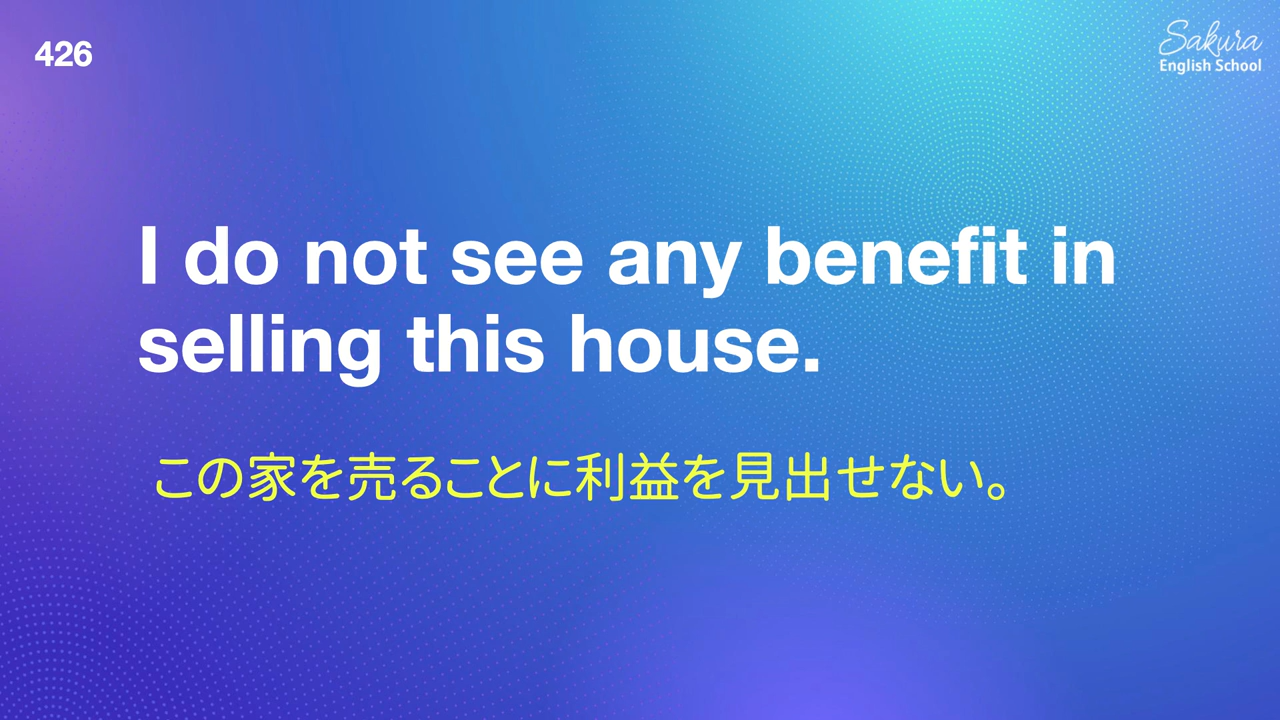 426
Sakura
English School
I do not see any benefit in
selling this house.
この家を売ることに利益を見出せない。